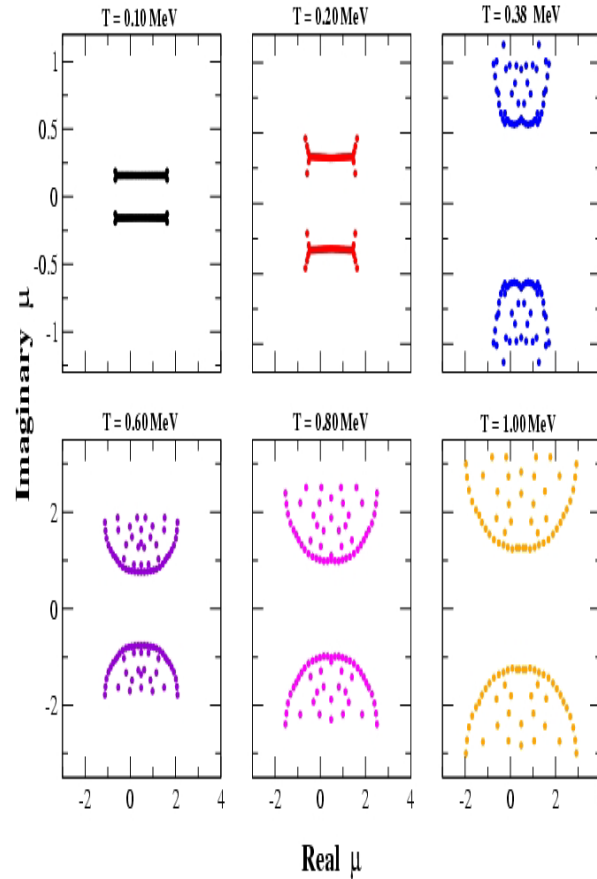 T = 0.10 MeV
T = 0.20 MeV
T = 0.38 MeV
1
0.5
0
-0.5
-1
Imaginary μ
T = 0.60 MeV
T = 0.80 MeV
T = 1.00 MeV
2
0
-2
-2 0 2 4
-2 0 2 4
-2 0 2
Real μ